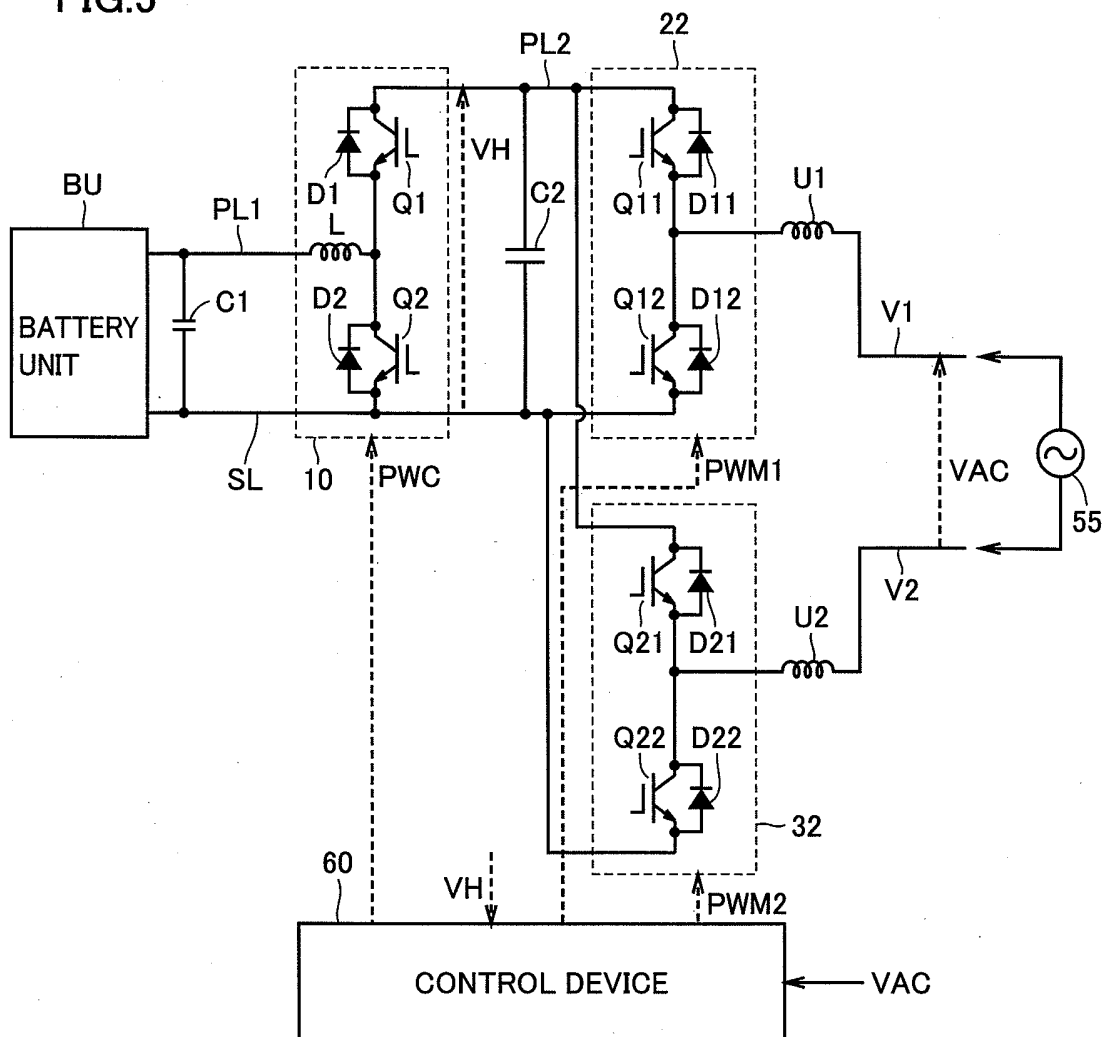 FIG.3
22
PL2
VH
D1
Q1
C2
Q11
D11
U1
BU
PL1
L
C1
D2
Q2
Q12
D12
V1
BATTERY
UNIT
SL
10
PWC
PWM1
VAC
55
V2
Q21
D21
U2
Q22
D22
32
60
VH
PWM2
CONTROL DEVICE
VAC